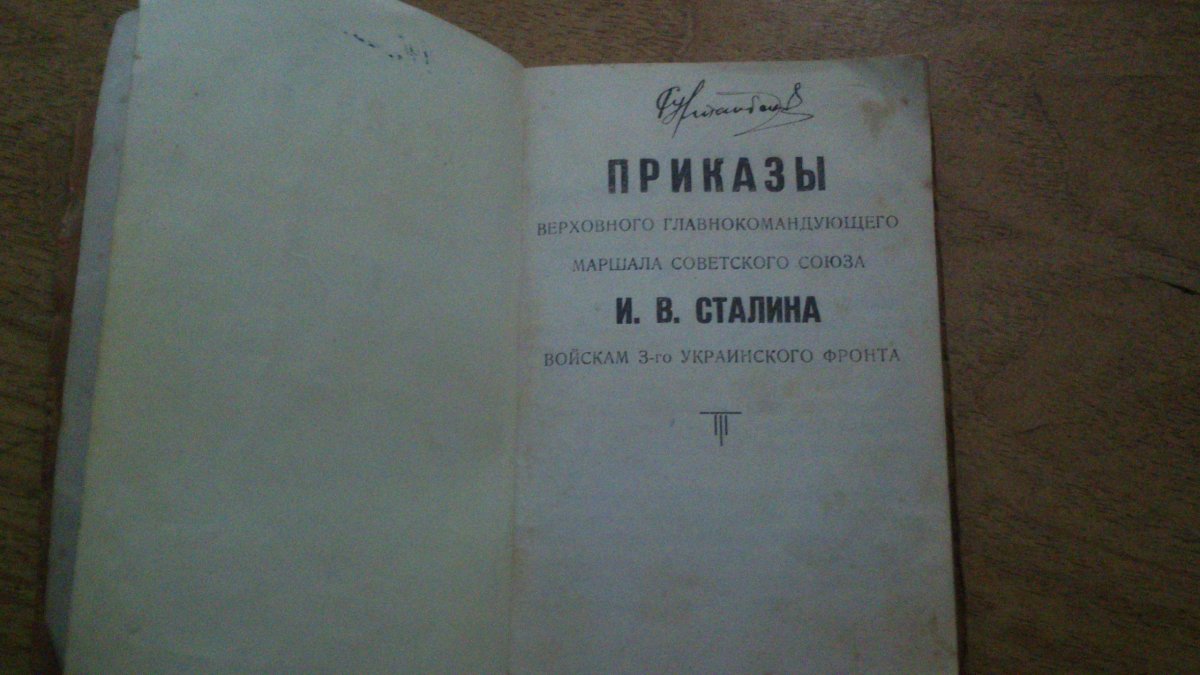 ПРИКАЗЫ
ВЕРХОВНОГО ГЛАВНОКОМАНДУЮЩЕГО
МАРШАЛА СОВЕТСКОГО СОЮЗА
И. В. СТАЛИНА
ВОЙСКАМ 3-го УКРАИНСКОГО ФРОНТА